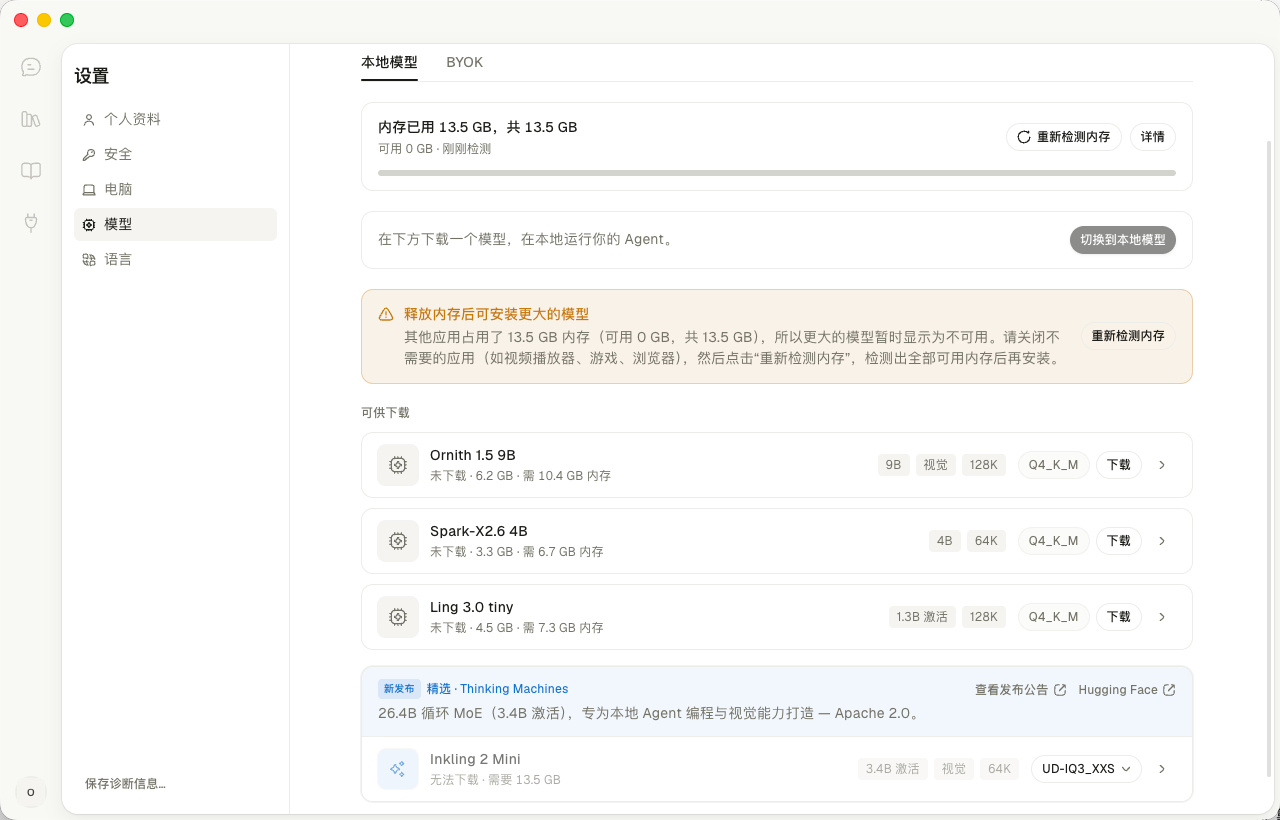 设置
个人资料
安全
电脑
模型
语言
保存诊断信息...
o
本地模型
BYOK
内存已用 13.5 GB，共 13.5 GB
可用 0 GB · 刚刚检测
重新检测内存
详情
在下方下载一个模型，在本地运行你的 Agent。
切换到本地模型
释放内存后可安装更大的模型
其他应用占用了 13.5 GB 内存（可用 0 GB，共 13.5 GB），所以更大的模型暂时显示为不可用。请关闭不
需要的应用（如视频播放器、游戏、浏览器），然后点击“重新检测内存”，检测出全部可用内存后再安装。
重新检测内存
可供下载
Ornith 1.5 9B
未下载 · 6.2 GB · 需 10.4 GB 内存
9B 视觉 128K Q4_K_M 下载
Spark-X2.6 4B
未下载 · 3.3 GB · 需 6.7 GB 内存
4B 64K Q4_K_M 下载
Ling 3.0 tiny
未下载 · 4.5 GB · 需 7.3 GB 内存
1.3B 激活 128K Q4_K_M 下载
新发布 精选 · Thinking Machines
查看发布公告 Hugging Face
26.4B 循环 MoE（3.4B 激活），专为本地 Agent 编程与视觉能力打造 — Apache 2.0。
Inkling 2 Mini
无法下载 · 需要 13.5 GB
3.4B 激活 视觉 64K UD-IQ3_XXS